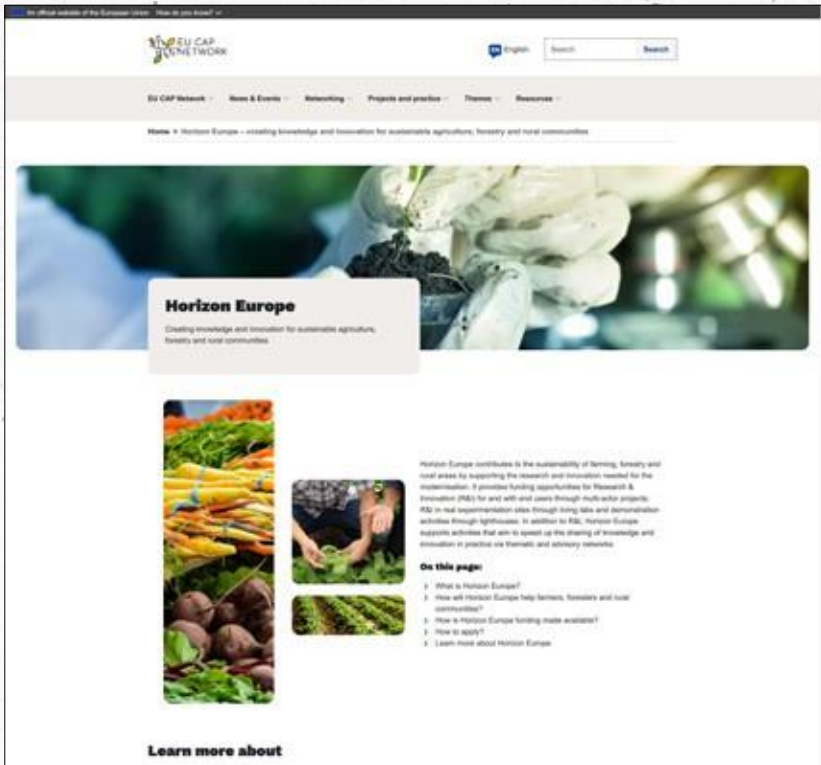 An official website of the European Union How do you know?
EU CAP
NETWORK
EN English
Search
Search
EU CAP Network
News & Events
Networking
Projects and practice
Themes
Resources
Home > Horizon Europe – creating knowledge and innovation for sustainable agriculture, forestry and rural communities
Horizon Europe
Creating knowledge and innovation for sustainable agriculture,
forestry and rural communities
Horizon Europe contributes to the sustainability of farming, forestry and
rural areas by supporting the research and innovation needed for the
modernisation. It provides funding opportunities for Research &
Innovation (R&I) for and with end users through multi-actor projects,
R&I in real experimentation sites through living labs and demonstration
activities through lighthouses. In addition to R&I, Horizon Europe
supports activities that aim to speed up the sharing of knowledge and
innovation in practice via thematic and advisory networks
On this page:
What is Horizon Europe?
How will Horizon Europe help farmers, foresters and rural
communities?
How is Horizon Europe funding made available?
How to apply?
Learn more about Horizon Europe
Learn more about